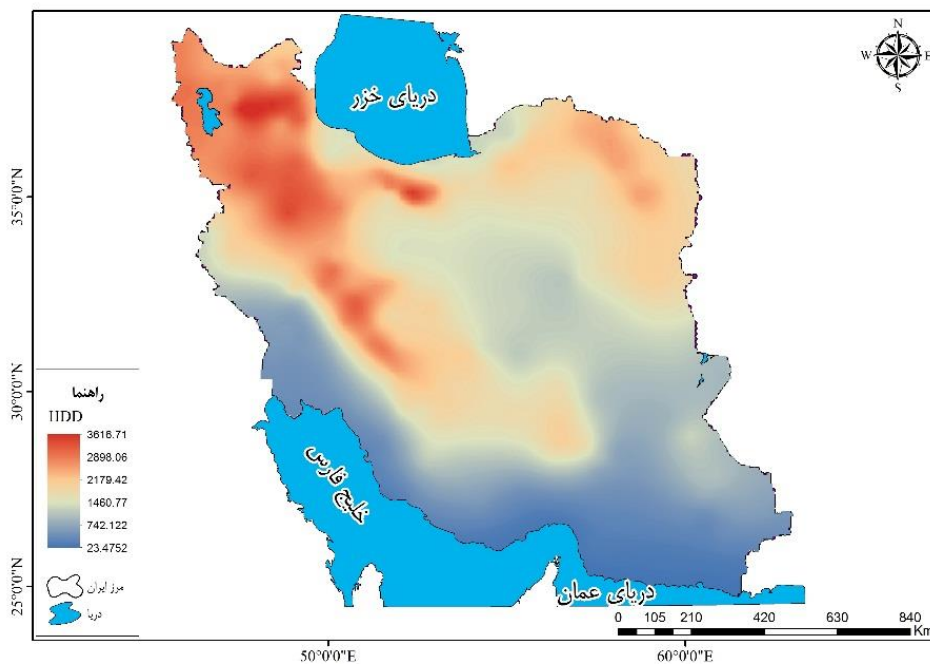 N
W E
S
دریای خزر
35°0'0"N
30°0'0"N
25°0'0"N
راهنما
HDD
3616.71
2898.06
2179.42
1460.77
742.122
23.4752
مرز ایران
دریا
خلیج فارس
دریای عمان
0 105 210 420 630 840
Km
50°0'0"E 60°0'0"E